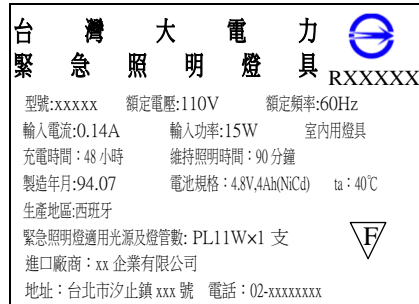 台灣大電力
緊急照明燈具
RXXXXX
型號:xxxxx 額定電壓:110V 額定頻率:60Hz
輸入電流:0.14A 輸入功率:15W 室內用燈具
充電時間：48 小時 維持照明時間：90 分鐘
製造年月:94.07 電池規格：4.8V,4Ah(NiCd) ta：40℃
生產地區:西班牙
緊急照明燈適用光源及燈管數: PL11W×1 支
F
進口廠商：xx 企業有限公司
地址：台北市汐止鎮 xxx 號 電話：02-xxxxxxxx